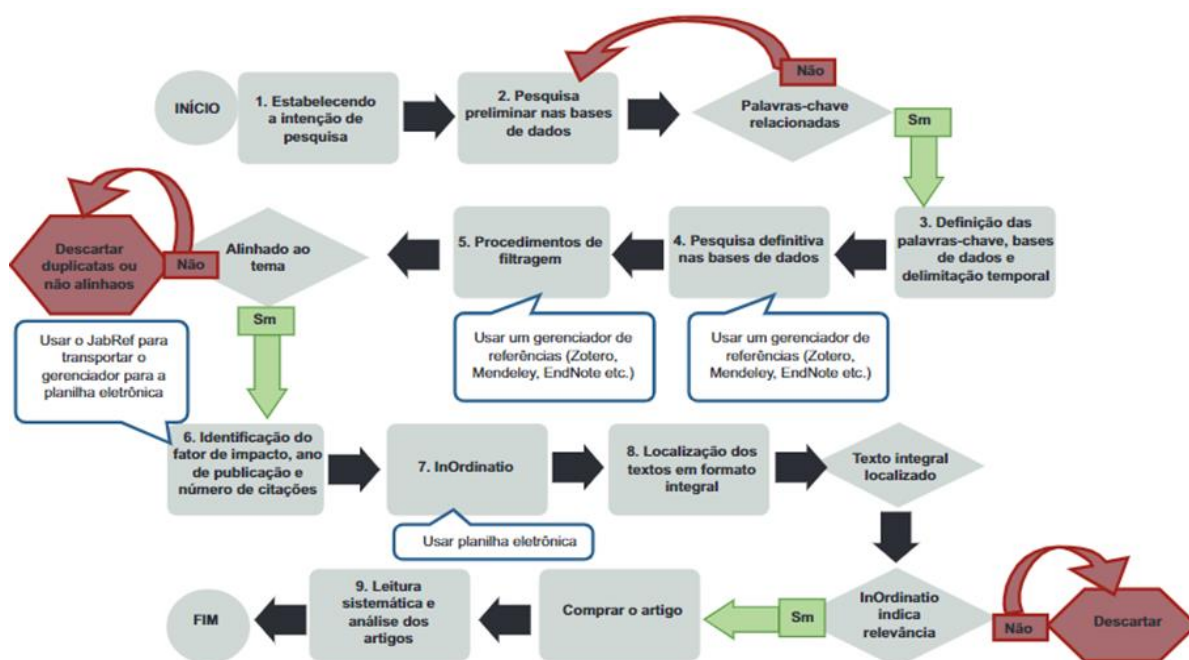 INÍCIO
1. Estabelecendo
a intenção de
pesquisa
2. Pesquisa
preliminar nas bases
de dados
Não
Palavras-chave
relacionadas
Sm
3. Definição das
palavras-chave, bases
de dados e
delimitação temporal
4. Pesquisa definitiva
nas bases de dados
Usar um gerenciador de
referências (Zotero,
Mendeley, EndNote etc.)
5. Procedimentos de
filtragem
Usar um gerenciador de
referências (Zotero,
Mendeley, EndNote etc.)
Alinhado ao
tema
Não
Descartar
duplicatas ou
não alinhaos
Sm
Usar o JabRef para
transportar o
gerenciador para a
planilha eletrônica
6. Identificação do
fator de impacto, ano
de publicação e
número de citações
7. InOrdinatio
Usar planilha eletrônica
8. Localização dos
textos em formato
integral
Texto integral
localizado
InOrdinatio
indica
relevância
Não
Descartar
Sm
Comprar o artigo
9. Leitura
sistemática e
análise dos
artigos
FIM